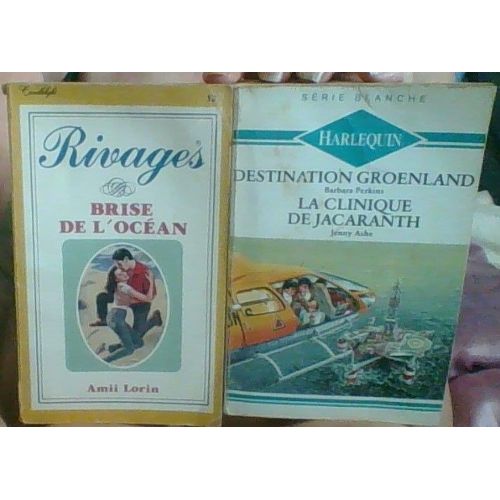 Candlelight
Rivages
BRISE
DE L'OCÉAN
Amii Lorin
SÉRIE BLANCHE
HARLEQUIN
DESTINATION GROENLAND
Barbara Perkins
LA CLINIQUE
DE JACARANTH
Jenny Ashe